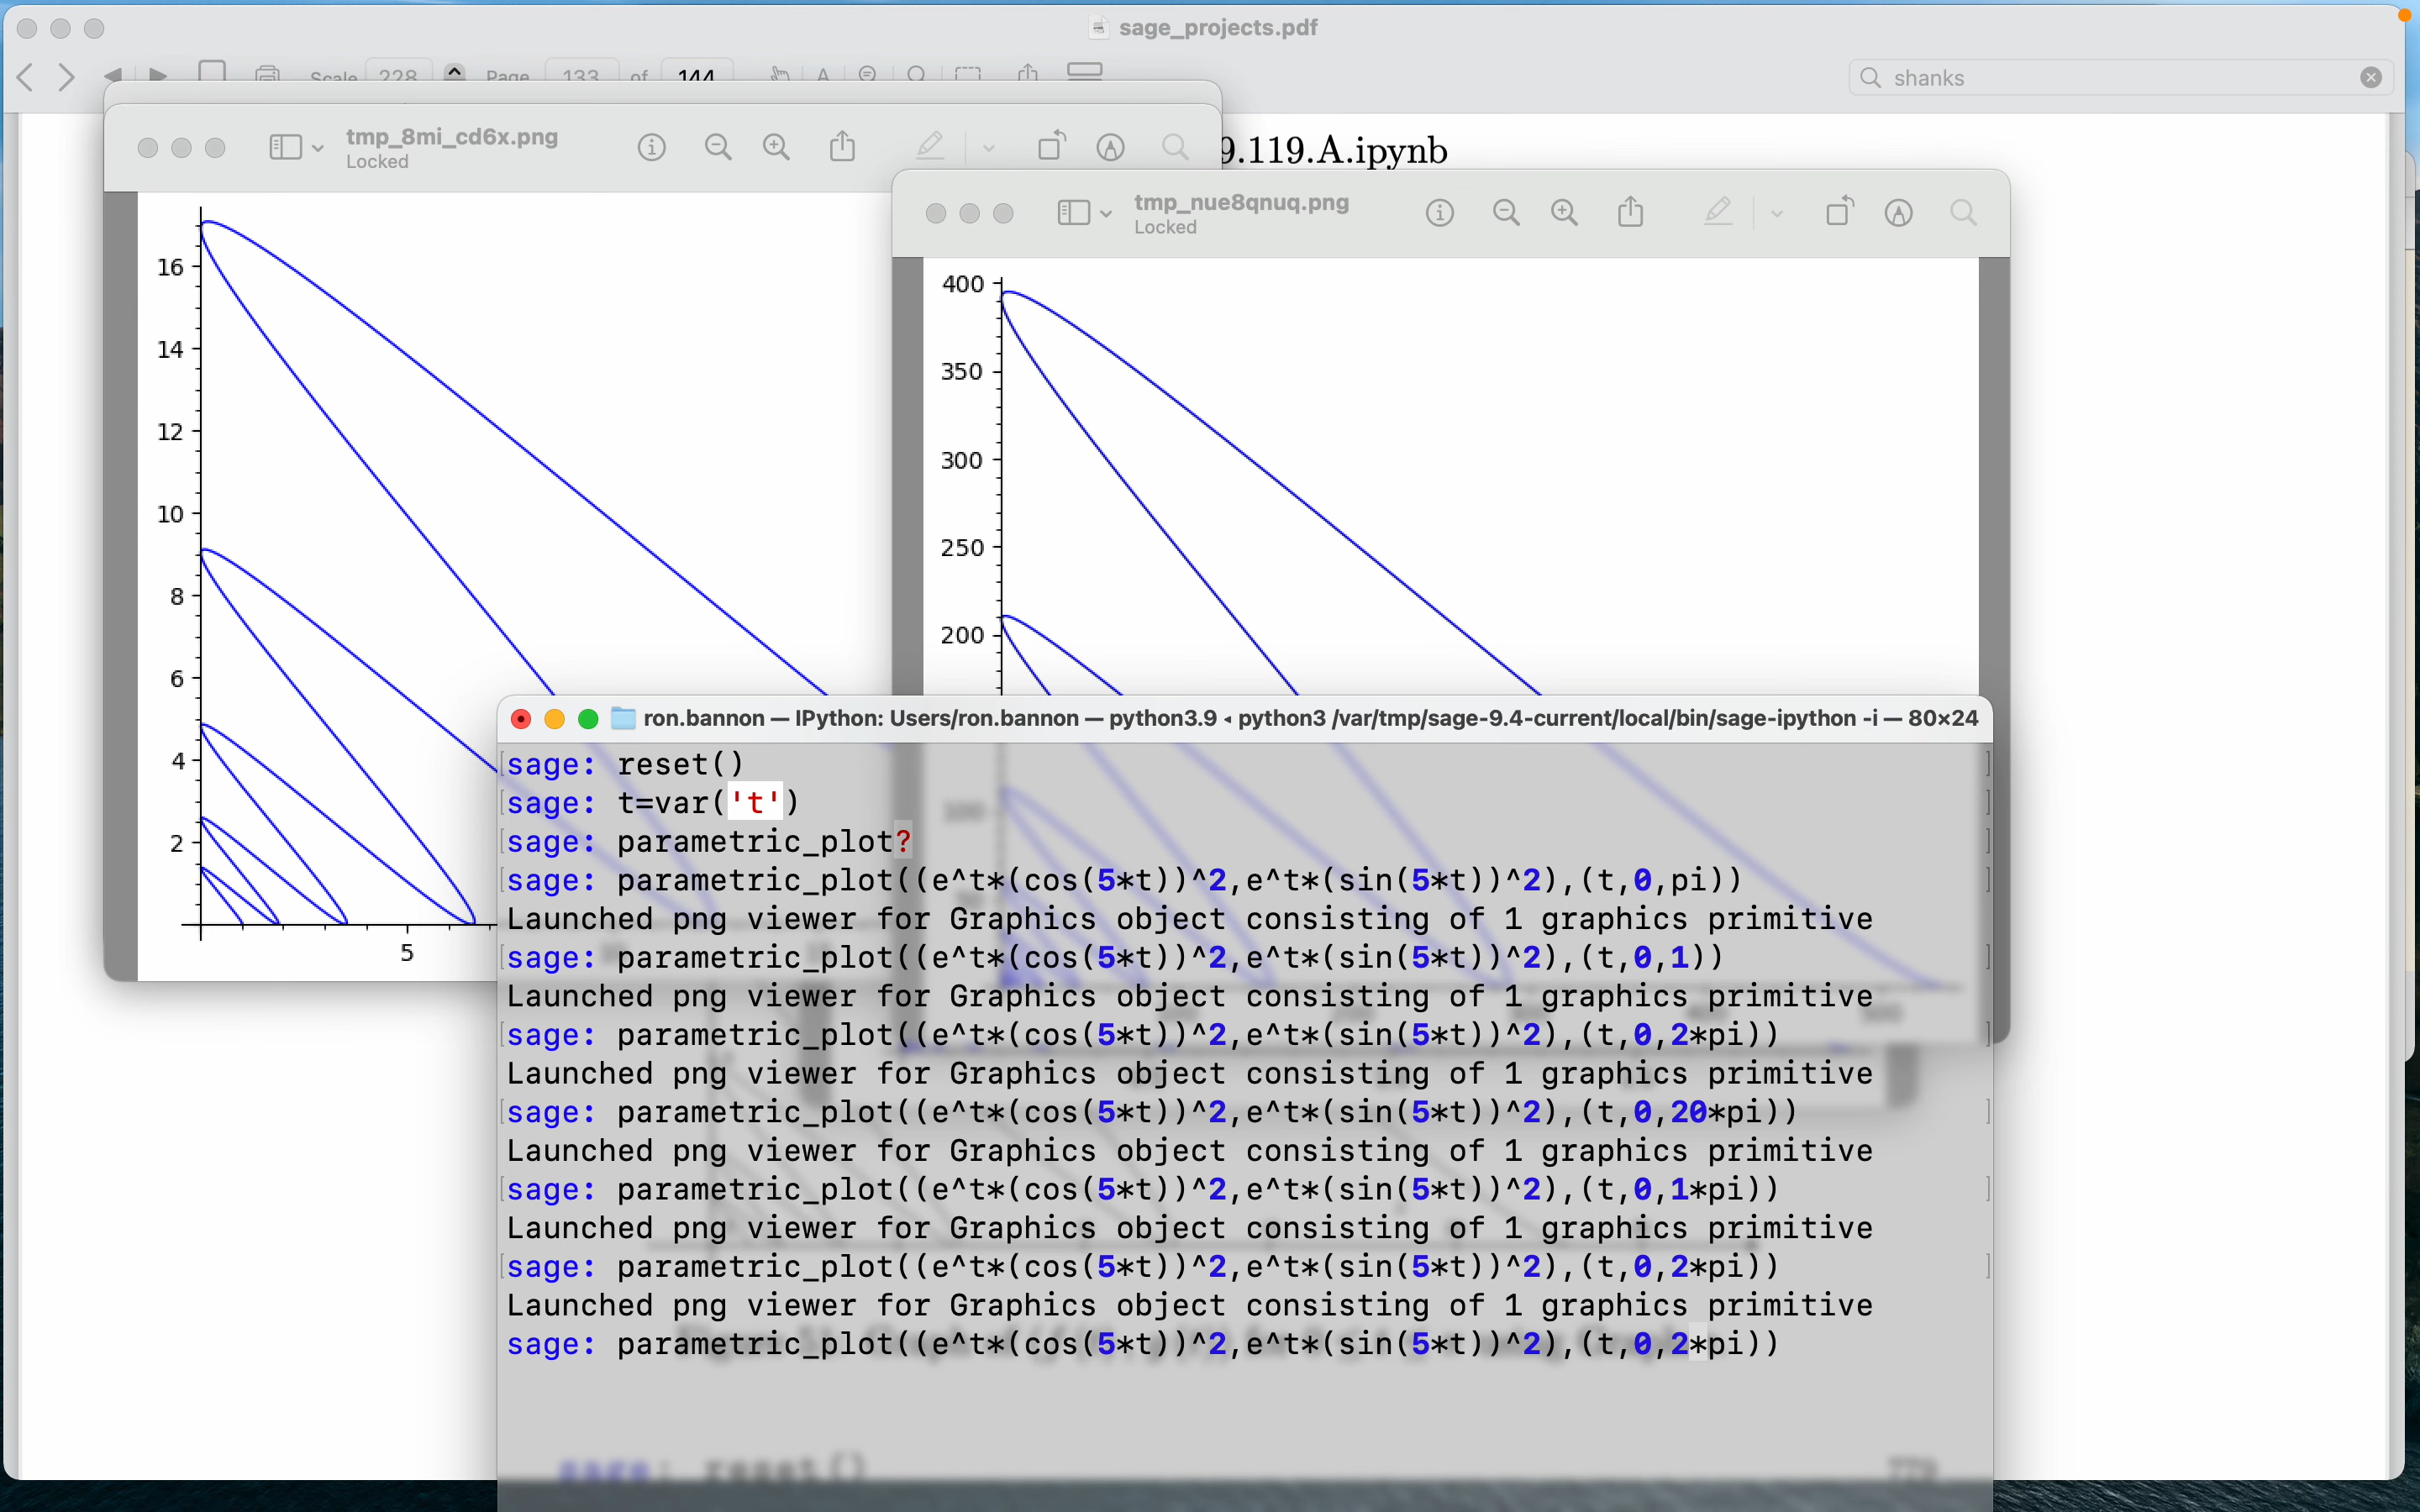 sage_projects.pdf
Scale 228 Page 133 of 144
shanks
9.119.A.ipynb
tmp_8mi_cd6x.png
Locked
16
14
12
10
8
6
4
2
5
tmp_nue8qnuq.png
Locked
400
350
300
250
200
100
ron.bannon — IPython: Users/ron.bannon — python3.9 ◂ python3 /var/tmp/sage-9.4-current/local/bin/sage-ipython -i — 80×24
sage: reset()
sage: t=var('t')
sage: parametric_plot?
sage: parametric_plot((e^t*(cos(5*t))^2,e^t*(sin(5*t))^2),(t,0,pi))
Launched png viewer for Graphics object consisting of 1 graphics primitive
sage: parametric_plot((e^t*(cos(5*t))^2,e^t*(sin(5*t))^2),(t,0,1))
Launched png viewer for Graphics object consisting of 1 graphics primitive
sage: parametric_plot((e^t*(cos(5*t))^2,e^t*(sin(5*t))^2),(t,0,2*pi))
Launched png viewer for Graphics object consisting of 1 graphics primitive
sage: parametric_plot((e^t*(cos(5*t))^2,e^t*(sin(5*t))^2),(t,0,20*pi))
Launched png viewer for Graphics object consisting of 1 graphics primitive
sage: parametric_plot((e^t*(cos(5*t))^2,e^t*(sin(5*t))^2),(t,0,1*pi))
Launched png viewer for Graphics object consisting of 1 graphics primitive
sage: parametric_plot((e^t*(cos(5*t))^2,e^t*(sin(5*t))^2),(t,0,2*pi))
Launched png viewer for Graphics object consisting of 1 graphics primitive
sage: parametric_plot((e^t*(cos(5*t))^2,e^t*(sin(5*t))^2),(t,0,2*pi))
sage: reset()